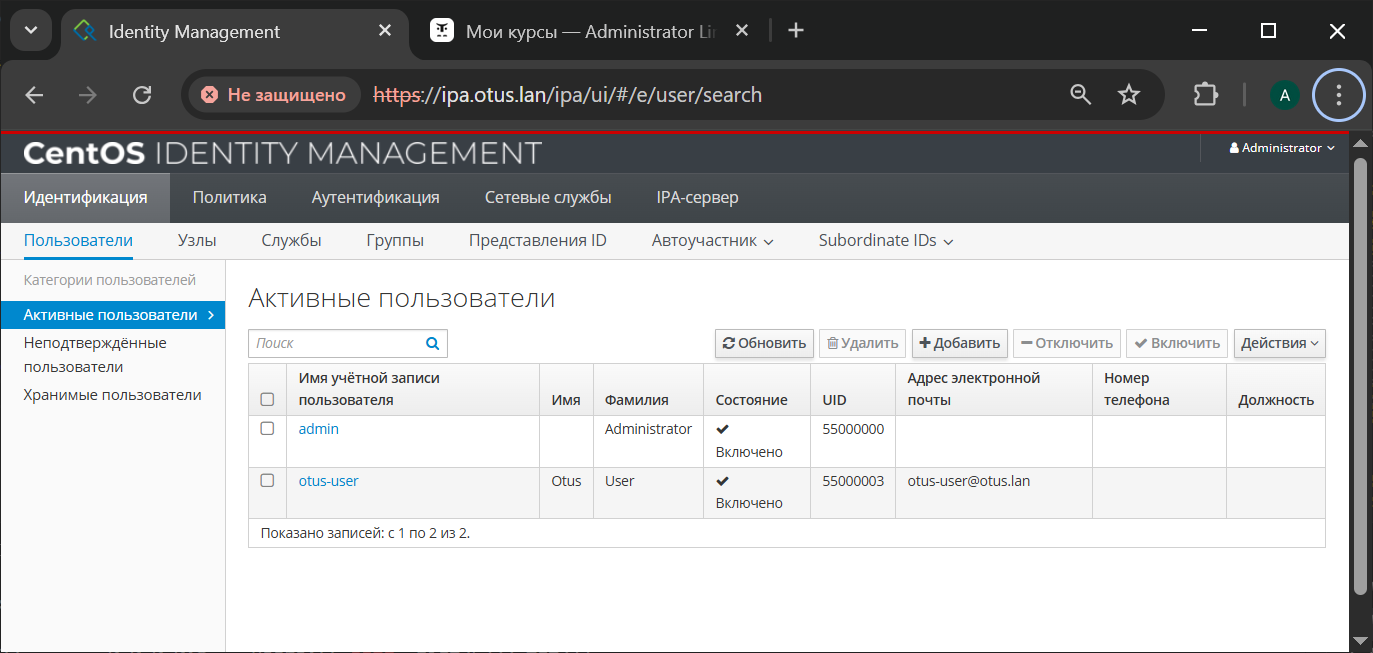 Identity Management
Мои курсы — Administrator Lin
Не защищено
https://ipa.otus.lan/ipa/ui/#/e/user/search
A
CentOS IDENTITY MANAGEMENT
Administrator
Идентификация Политика Аутентификация Сетевые службы IPA-сервер
Пользователи Узлы Службы Группы Представления ID Автоучастник Subordinate IDs
Категории пользователей
Активные пользователи
Неподтверждённые
пользователи
Хранимые пользователи
Активные пользователи
Поиск
Обновить Удалить Добавить Отключить Включить Действия
Имя учётной записи
пользователя
Имя
Фамилия
Состояние
UID
Адрес электронной
почты
Номер
телефона
Должность
admin Administrator 55000000
Включено
otus-user Otus User 55000003 otus-user@otus.lan
Включено
Показано записей: с 1 по 2 из 2.